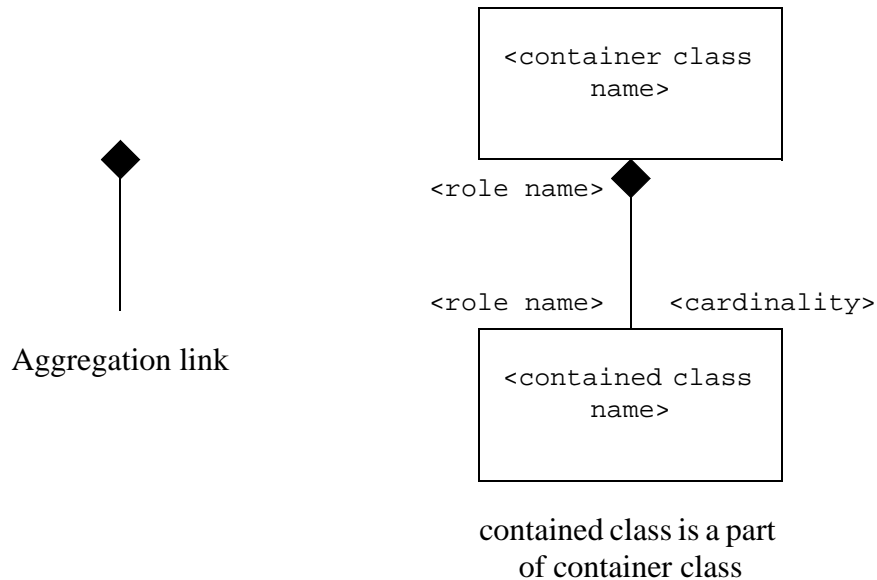 <container class
name>
<role name>
<role name> <cardinality>
Aggregation link
<contained class
name>
contained class is a part
of container class